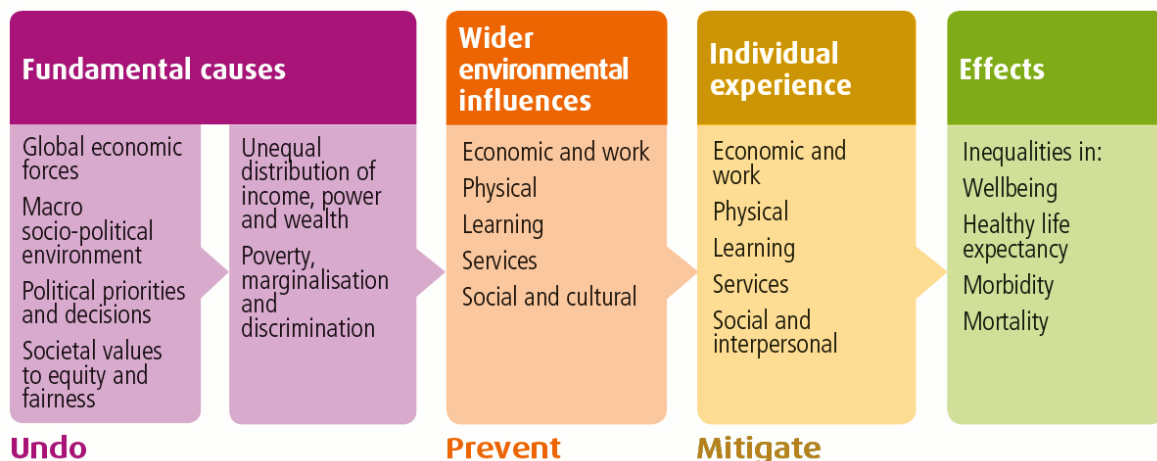 Fundamental causes
Global economic
forces
Macro
socio-political
environment
Political priorities
and decisions
Societal values
to equity and
fairness
Unequal
distribution of
income, power
and wealth
Poverty,
marginalisation
and
discrimination
Undo
Wider
environmental
influences
Economic and work
Physical
Learning
Services
Social and cultural
Prevent
Individual
experience
Economic and
work
Physical
Learning
Services
Social and
interpersonal
Mitigate
Effects
Inequalities in:
Wellbeing
Healthy life
expectancy
Morbidity
Mortality